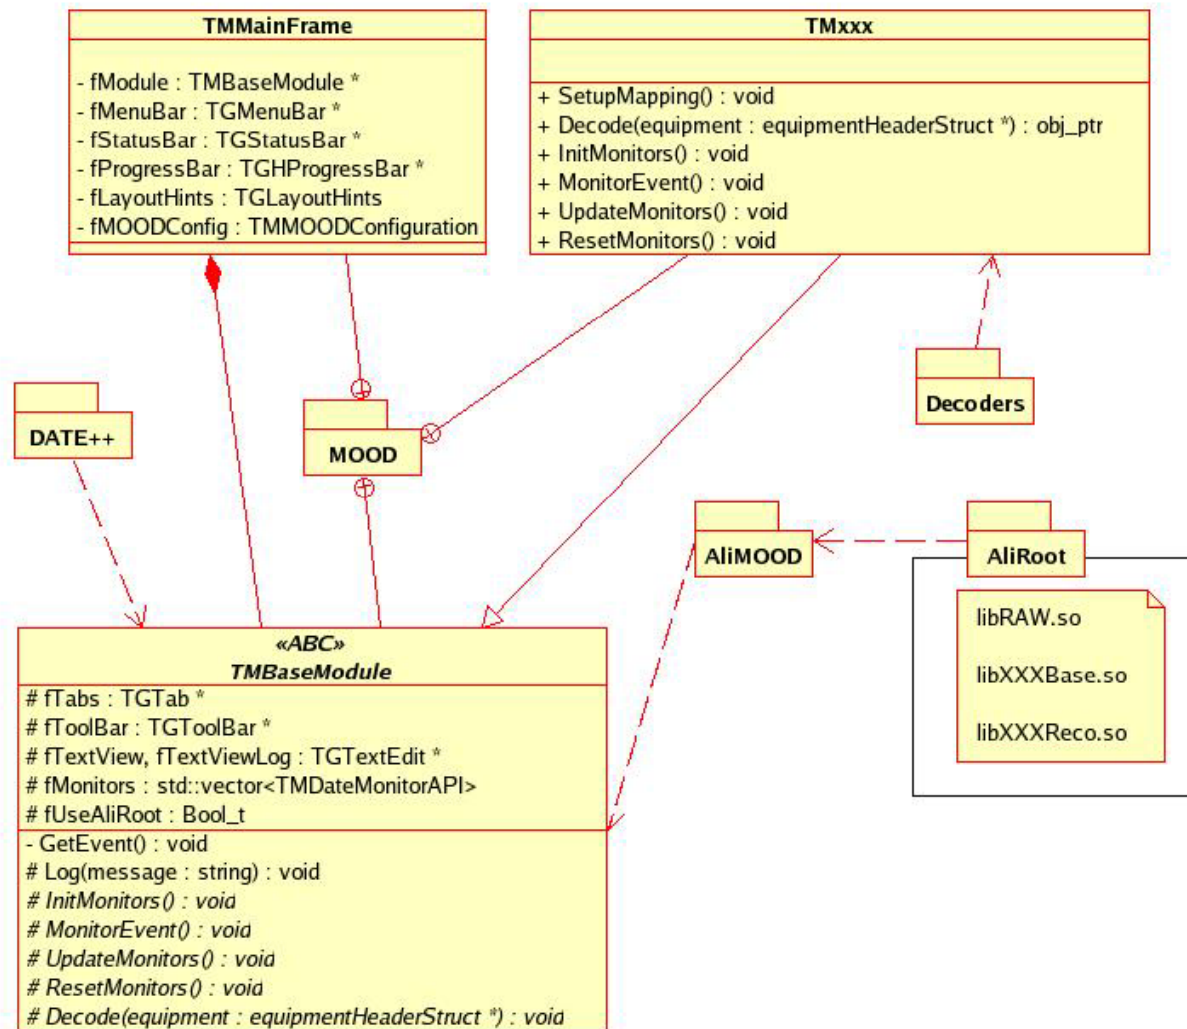 TMMainFrame
- fModule : TMBaseModule *
- fMenuBar : TGMenuBar *
- fStatusBar : TGStatusBar *
- fProgressBar : TGHProgressBar *
- fLayoutHints : TGLayoutHints
- fMOODConfig : TMMOODConfiguration
TMxxx
+ SetupMapping() : void
+ Decode(equipment : equipmentHeaderStruct *) : obj_ptr
+ InitMonitors() : void
+ MonitorEvent() : void
+ UpdateMonitors() : void
+ ResetMonitors() : void
DATE++
MOOD
Decoders
AliMOOD
AliRoot
libRAW.so
libXXXBase.so
libXXXReco.so
«ABC»
TMBaseModule
# fTabs : TGTab *
# fToolBar : TGToolBar *
# fTextView, fTextViewLog : TGTextEdit *
# fMonitors : std::vector<TMDateMonitorAPI>
# fUseAliRoot : Bool_t
- GetEvent() : void
# Log(message : string) : void
# InitMonitors() : void
# MonitorEvent() : void
# UpdateMonitors() : void
# ResetMonitors() : void
# Decode(equipment : equipmentHeaderStruct *) : void